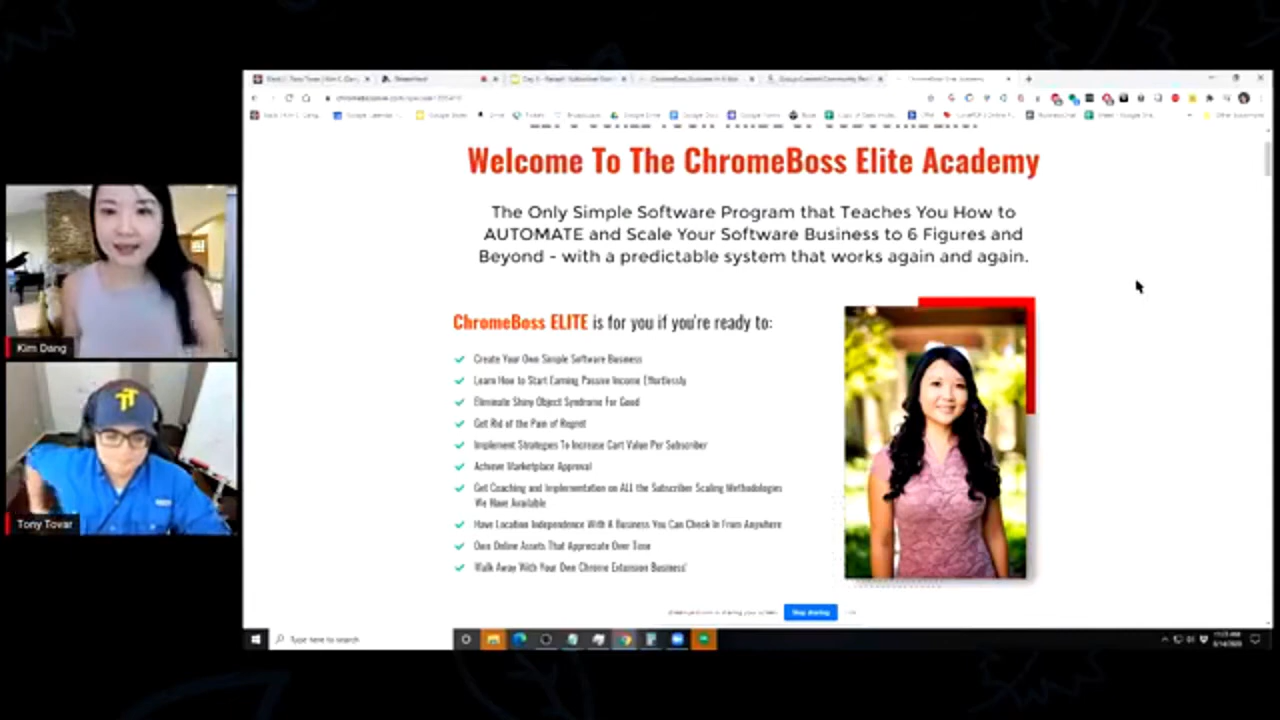 Welcome To The ChromeBoss Elite Academy
The Only Simple Software Program that Teaches You How to
AUTOMATE and Scale Your Software Business to 6 Figures and
Beyond - with a predictable system that works again and again.
ChromeBoss ELITE is for you if you're ready to:
Create Your Own Simple Software Business
Learn How to Start Earning Passive Income Effortlessly
Eliminate Shiny Object Syndrome For Good
Get Rid of the Pain of Regret
Implement Strategies To Increase Cart Value Per Subscriber
Achieve Marketplace Approval
Get Coaching and Implementation on ALL the Subscriber Scaling Methodologies
We Have Available
Have Location Independence With A Business You Can Check In From Anywhere
Own Online Assets That Appreciate Over Time
Walk Away With Your Own Chrome Extension Business'
Kim Dang
Tony Tovar
Stop sharing
Type here to search